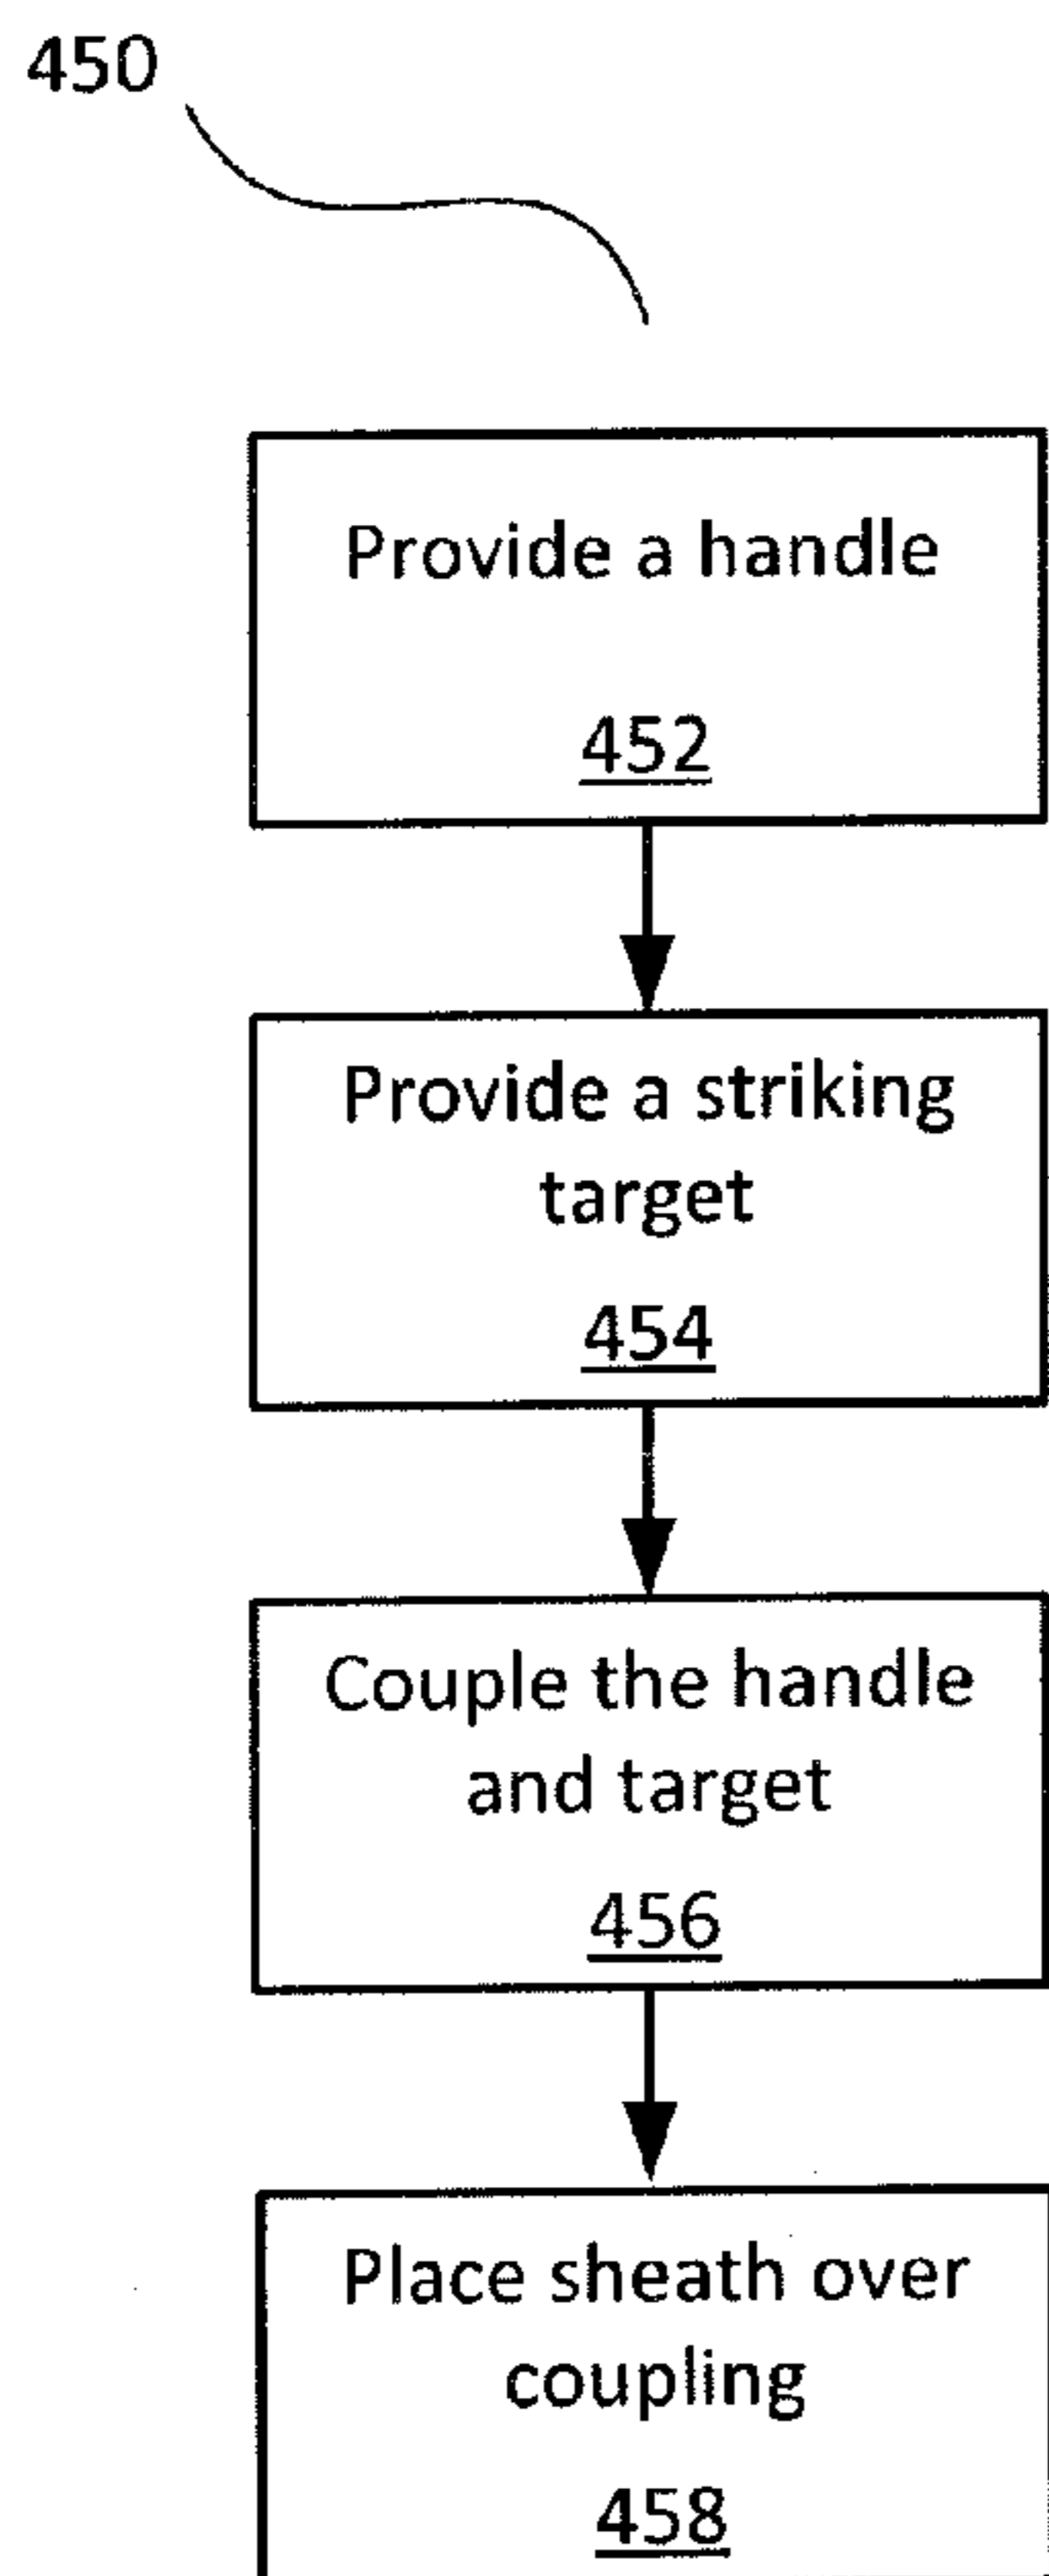 450
Provide a handle
452
Provide a striking
target
454
Couple the handle
and target
456
Place sheath over
coupling
458